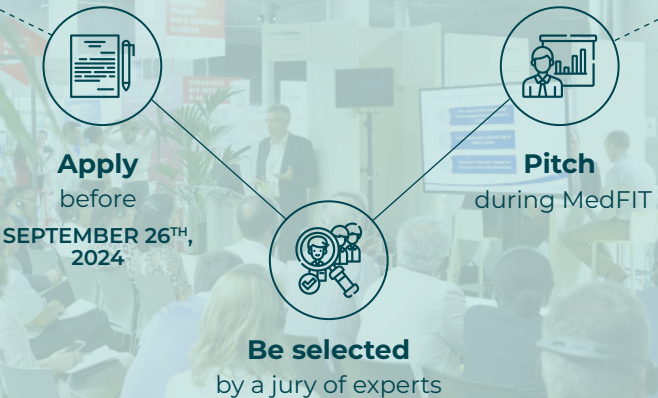 Apply
before
SEPTEMBER 26TH,
2024
Pitch
during MedFIT
Be selected
by a jury of experts